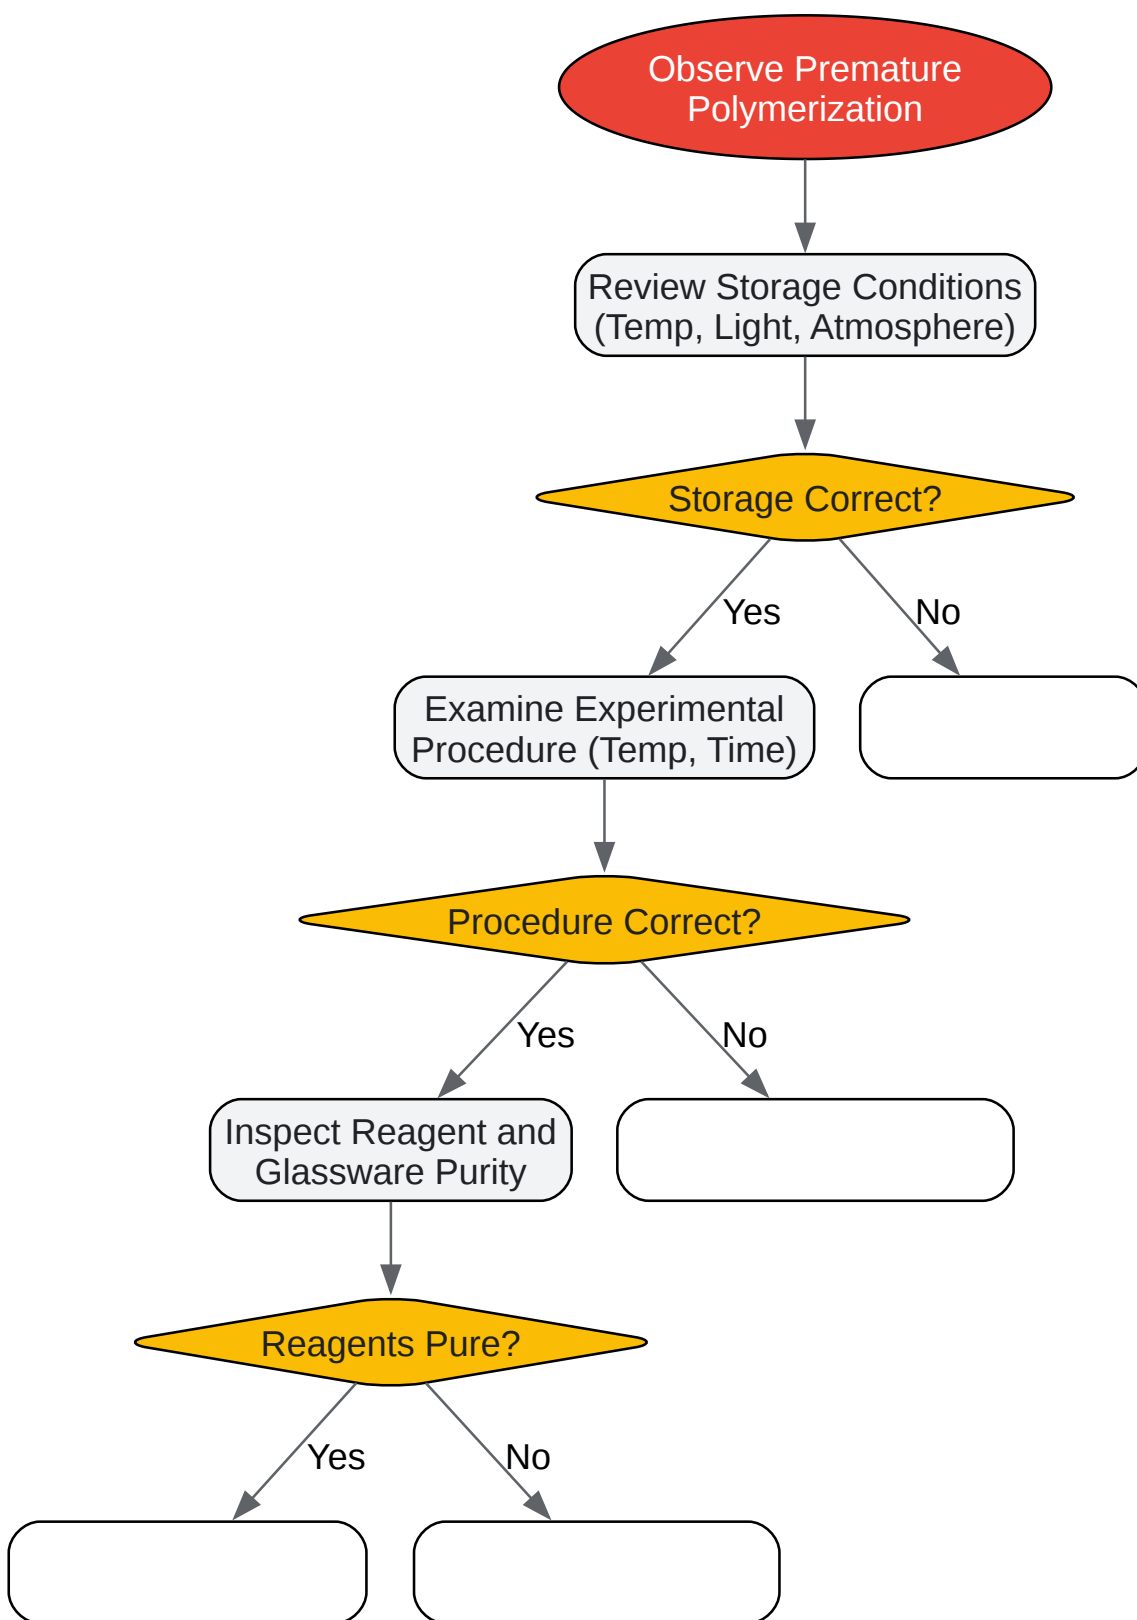 Observe Premature
Polymerization
Review Storage Conditions
(Temp, Light, Atmosphere)
Storage Correct?
Yes
No
Examine Experimental
Procedure (Temp, Time)
Procedure Correct?
Yes
No
Inspect Reagent and
Glassware Purity
Reagents Pure?
Yes
No